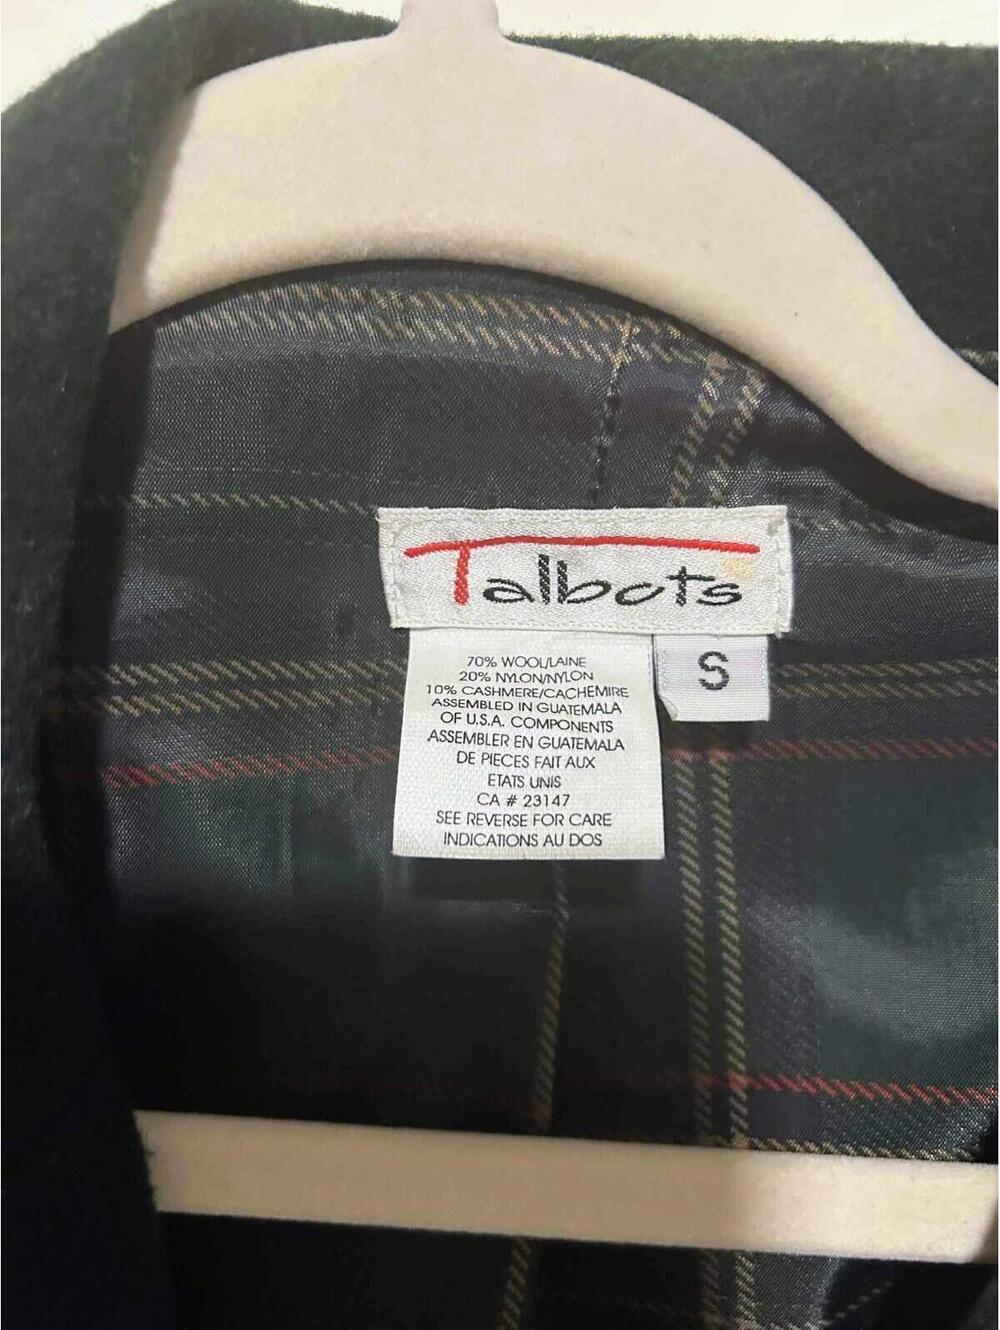 Talbots
S
70% WOOL/LAINE
20% NYLON/NYLON
10% CASHMERE/CACHEMIRE
ASSEMBLED IN GUATEMALA
OF U.S.A. COMPONENTS
ASSEMBLER EN GUATEMALA
DE PIECES FAIT AUX
ETATS UNIS
CA # 23147
SEE REVERSE FOR CARE
INDICATIONS AU DOS